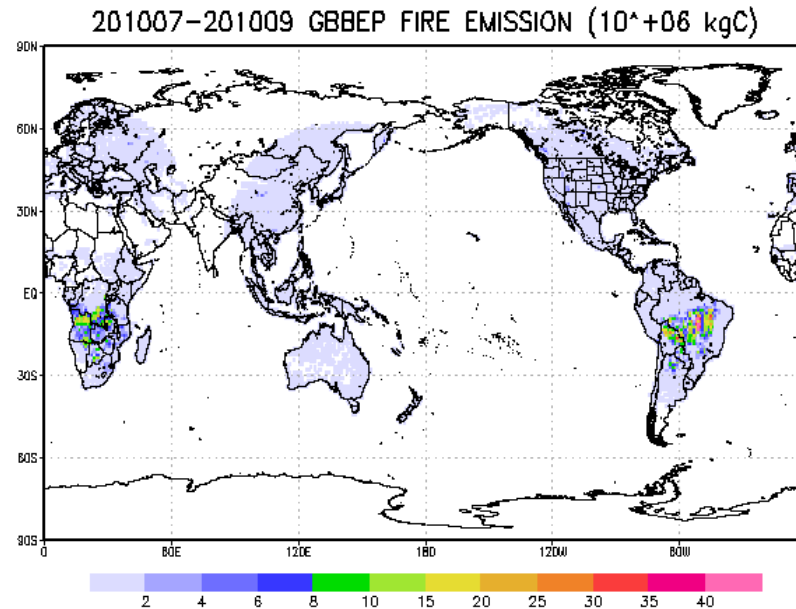 201007-201009 GBBEP FIRE EMISSION (10^+06 kgC)
90N
60N
30N
EQ
30S
60S
90S
0 60E 120E 180 120W 60W
2 4 6 8 10 15 20 25 30 35 40